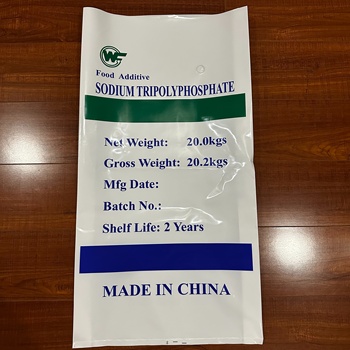 Food Additive
SODIUM TRIPOLYPHOSPHATE
Net Weight: 20.0kgs
Gross Weight: 20.2kgs
Mfg Date:
Batch No.:
Shelf Life: 2 Years
MADE IN CHINA